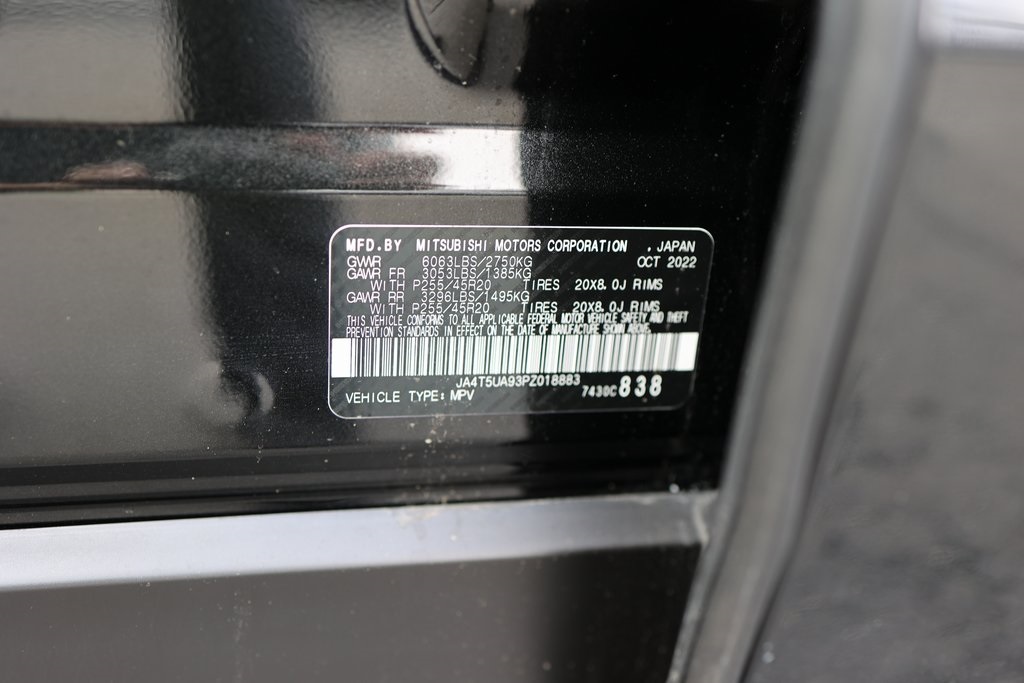 MFD.BY MITSUBISHI MOTORS CORPORATION . JAPAN
GVWR 6063LBS/2750KG OCT 2022
GAWR FR 3053LBS/1385KG
WITH P255/45R20 TIRES 20X8.0J RIMS
GAWR RR 3296LBS/1495KG
WITH P255/45R20 TIRES 20X8.0J RIMS
THIS VEHICLE CONFORMS TO ALL APPLICABLE FEDERAL MOTOR VEHICLE SAFETY AND THEFT
PREVENTION STANDARDS IN EFFECT ON THE DATE OF MANUFACTURE SHOWN ABOVE.
JA4T5UA93PZ018883
VEHICLE TYPE: MPV 7430C 838